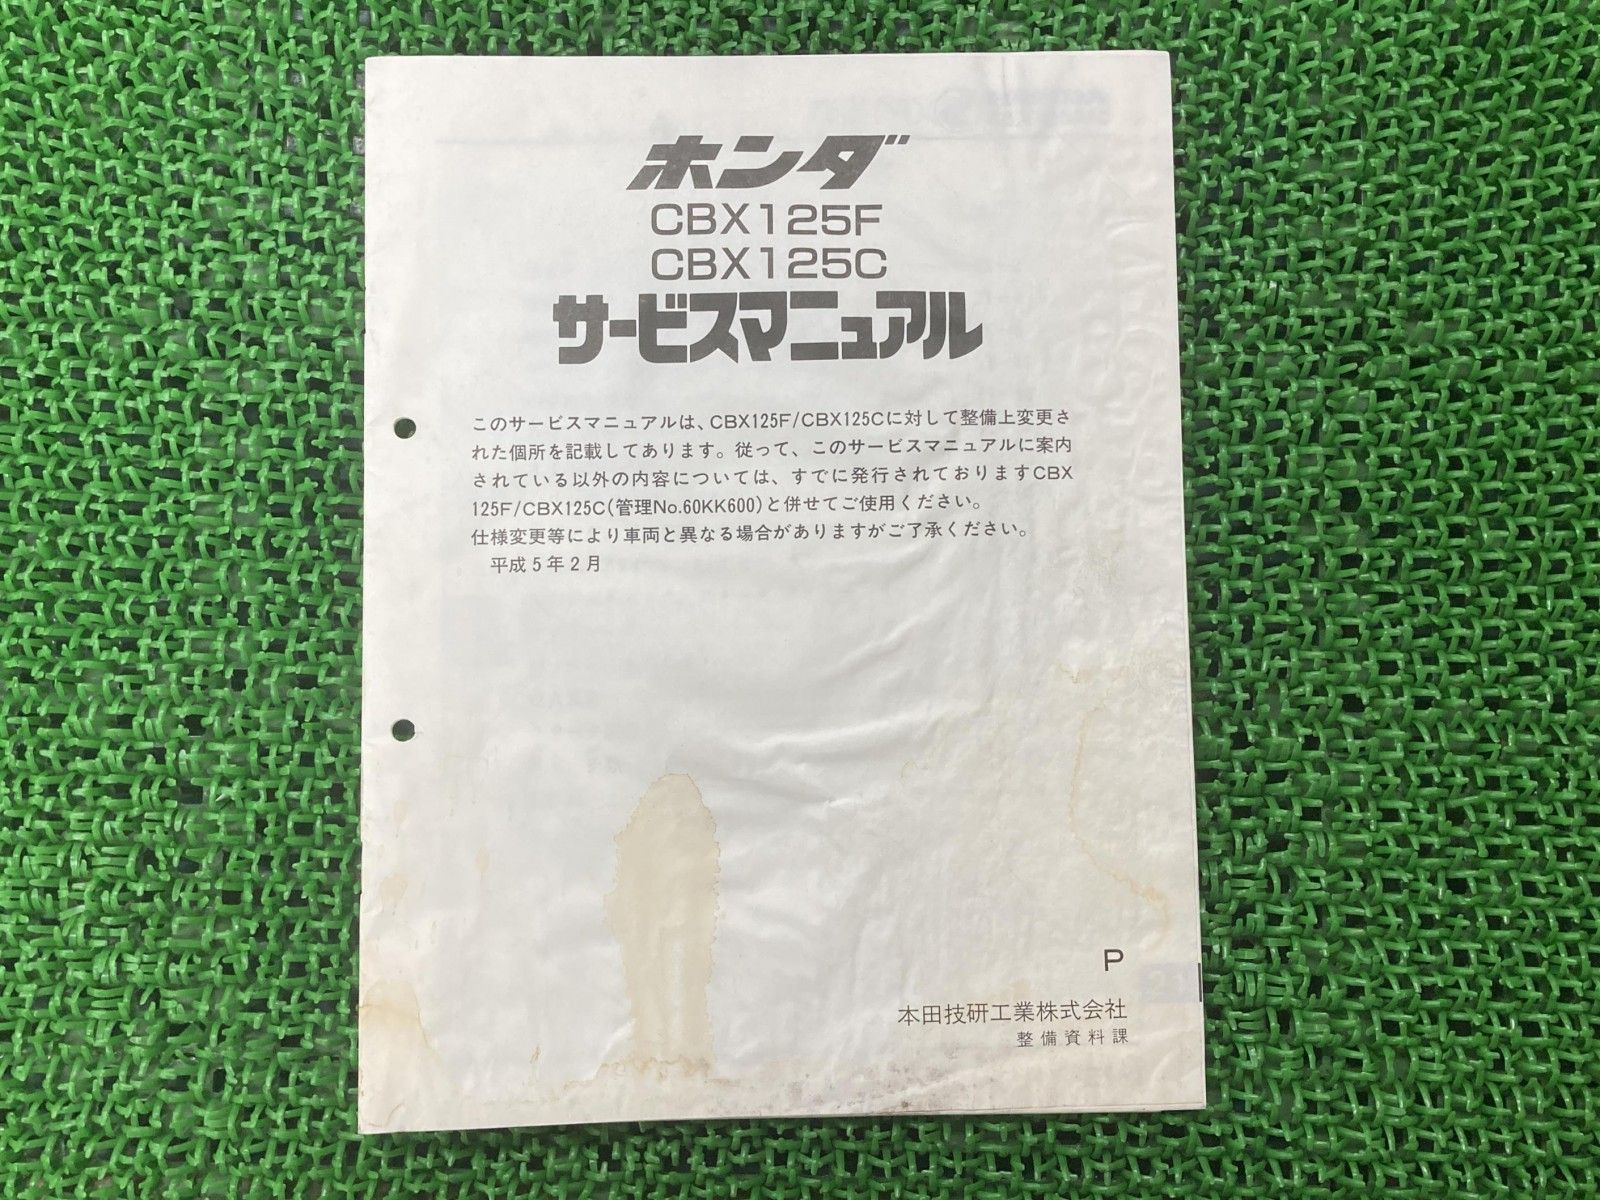 ホンダ
CBX125F
CBX125C
サービスマニュアル
このサービスマニュアルは、CBX125F/CBX125Cに対して整備上変更さ
れた個所を記載してあります。従って、このサービスマニュアルに案内
されている以外の内容については、すでに発行されておりますCBX
125F/CBX125C(管理No.60KK600)と併せてご使用ください。
仕様変更等により車両と異なる場合がありますがご了承ください。
平成5年2月
P
本田技研工業株式会社
整備資料課